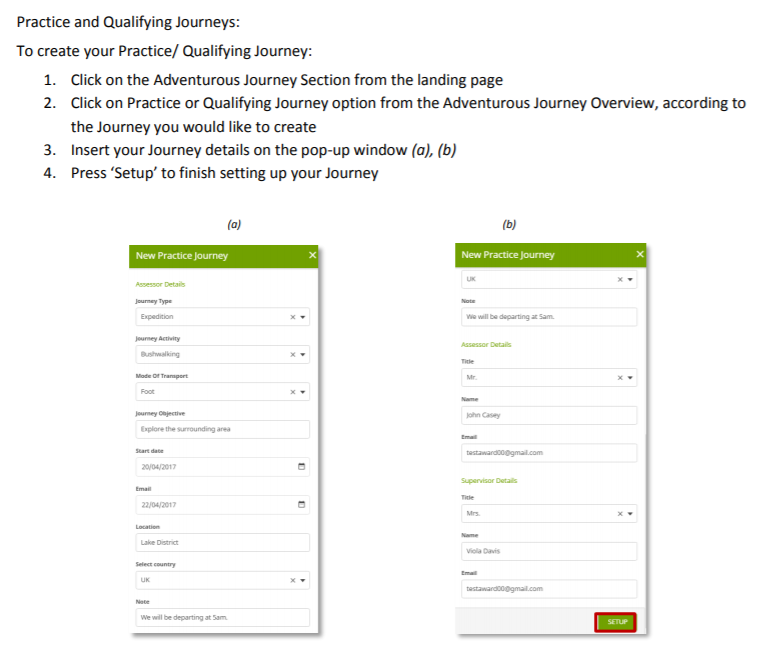 Practice and Qualifying Journeys:
To create your Practice/ Qualifying Journey:
1. Click on the Adventurous Journey Section from the landing page
2. Click on Practice or Qualifying Journey option from the Adventurous Journey Overview, according to
the Journey you would like to create
3. Insert your Journey details on the pop-up window (a), (b)
4. Press ‘Setup’ to finish setting up your Journey
(a)
New Practice Journey
Assessor Details
Journey Type
Expedition
Journey Activity
Bushwalking
Mode Of Transport
Foot
Journey Objective
Explore the surrounding area
Start date
20/04/2017
Email
22/04/2017
Location
Lake District
Select country
UK
Note
We will be departing at 5am.
(b)
New Practice Journey
UK
Note
We will be departing at 5am.
Assessor Details
Title
Mr.
Name
John Casey
Email
testaward00@gmail.com
Supervisor Details
Title
Mrs.
Name
Viola Davis
Email
testaward00@gmail.com
SETUP